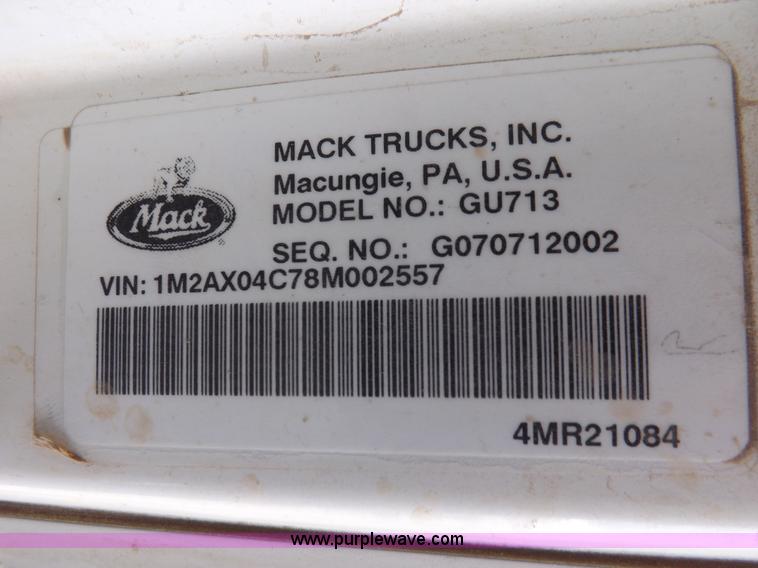 MACK TRUCKS, INC.
Macungie, PA, U.S.A.
MODEL NO.: GU713
SEQ. NO.: G070712002
Mack
VIN: 1M2AX04C78M002557
4MR21084
www.purplewave.com